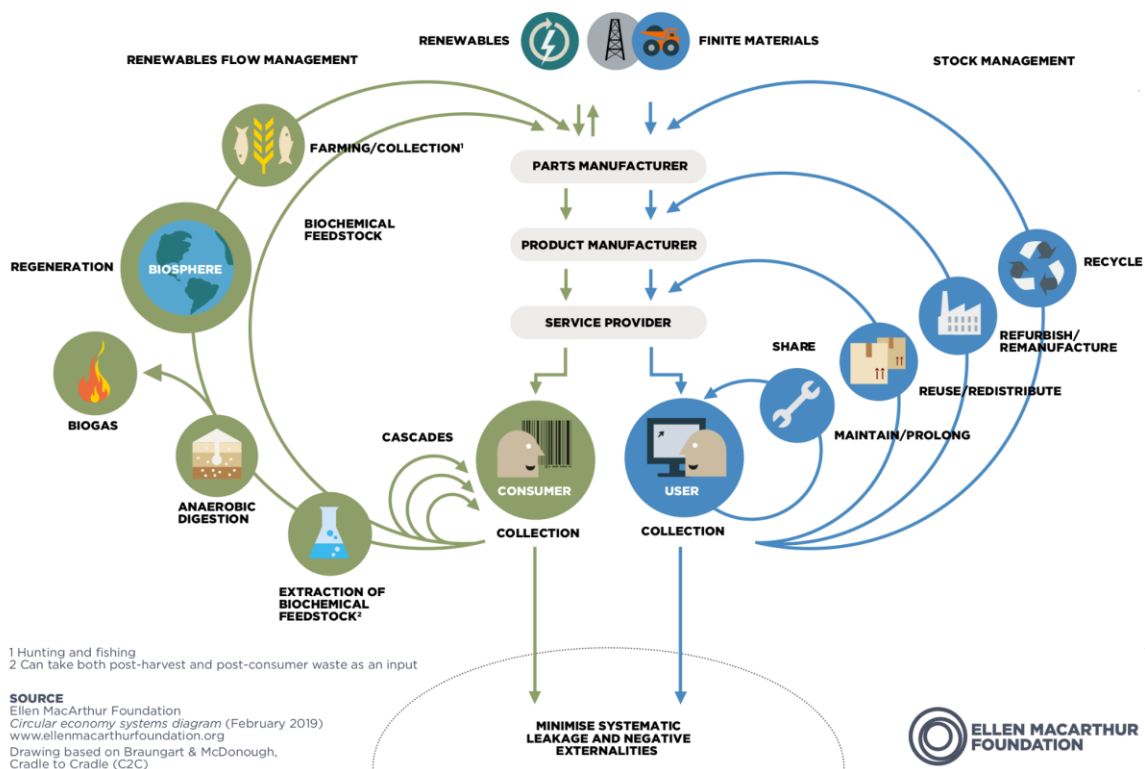 RENEWABLES
FINITE MATERIALS
RENEWABLES FLOW MANAGEMENT
STOCK MANAGEMENT
FARMING/COLLECTION¹
PARTS MANUFACTURER
BIOCHEMICAL
FEEDSTOCK
PRODUCT MANUFACTURER
REGENERATION
BIOSPHERE
RECYCLE
SERVICE PROVIDER
SHARE
REFURBISH/
REMANUFACTURE
REUSE/REDISTRIBUTE
BIOGAS
CASCADES
MAINTAIN/PROLONG
CONSUMER
USER
ANAEROBIC
DIGESTION
COLLECTION
COLLECTION
EXTRACTION OF
BIOCHEMICAL
FEEDSTOCK²
1 Hunting and fishing
2 Can take both post-harvest and post-consumer waste as an input
SOURCE
Ellen MacArthur Foundation
Circular economy systems diagram (February 2019)
www.ellenmacarthurfoundation.org
Drawing based on Braungart & McDonough,
Cradle to Cradle (C2C)
MINIMISE SYSTEMATIC
LEAKAGE AND NEGATIVE
EXTERNALITIES
ELLEN MACARTHUR
FOUNDATION